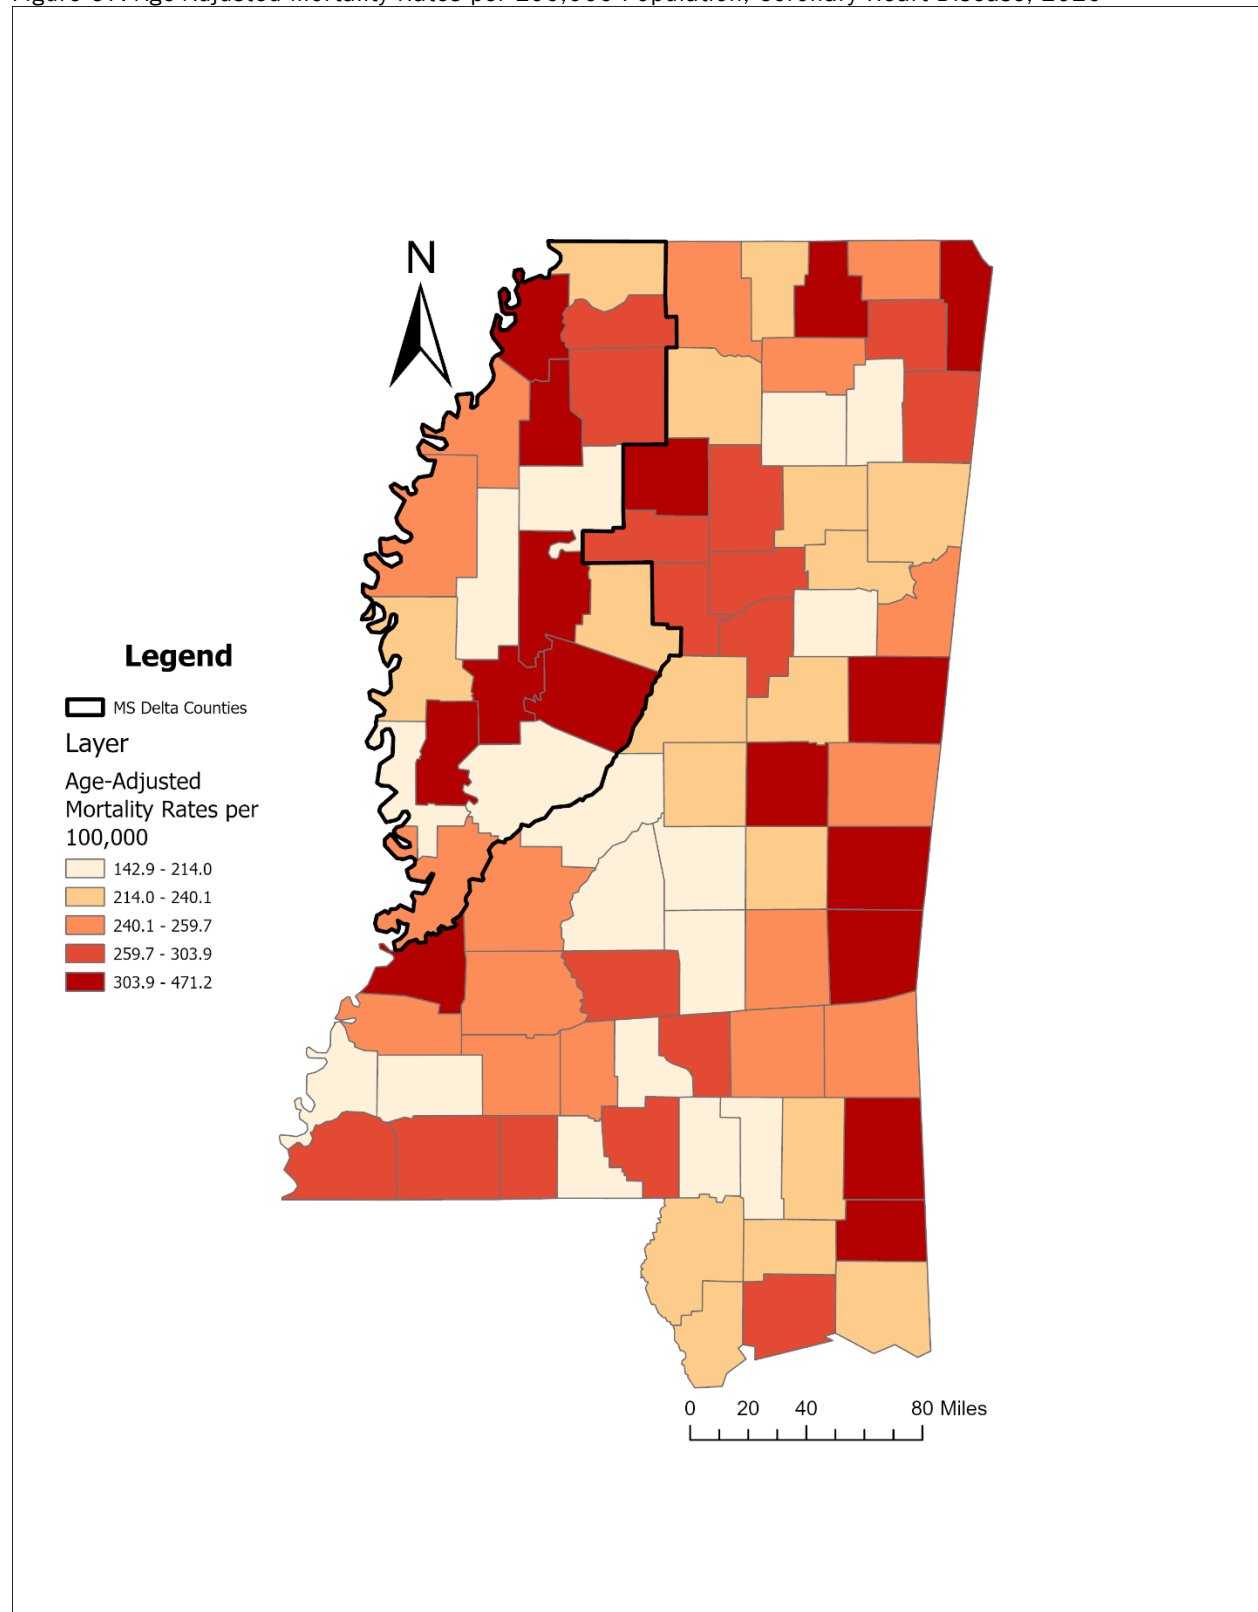 N
Legend
MS Delta Counties
Layer
Age-Adjusted
Mortality Rates per
100,000
142.9 - 214.0
214.0 - 240.1
240.1 - 259.7
259.7 - 303.9
303.9 - 471.2
0 20 40 80 Miles